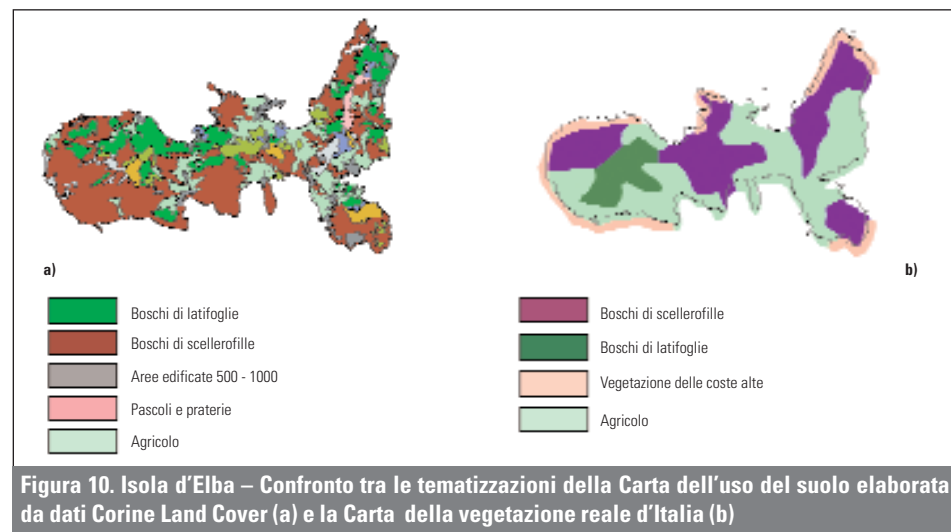 a)
b)
Boschi di latifoglie
Boschi di scellerofille
Aree edificate 500 - 1000
Pascoli e praterie
Agricolo
Boschi di scellerofille
Boschi di latifoglie
Vegetazione delle coste alte
Agricolo
Figura 10. Isola d'Elba – Confronto tra le tematizzazioni della Carta dell'uso del suolo elaborata
da dati Corine Land Cover (a) e la Carta della vegetazione reale d'Italia (b)